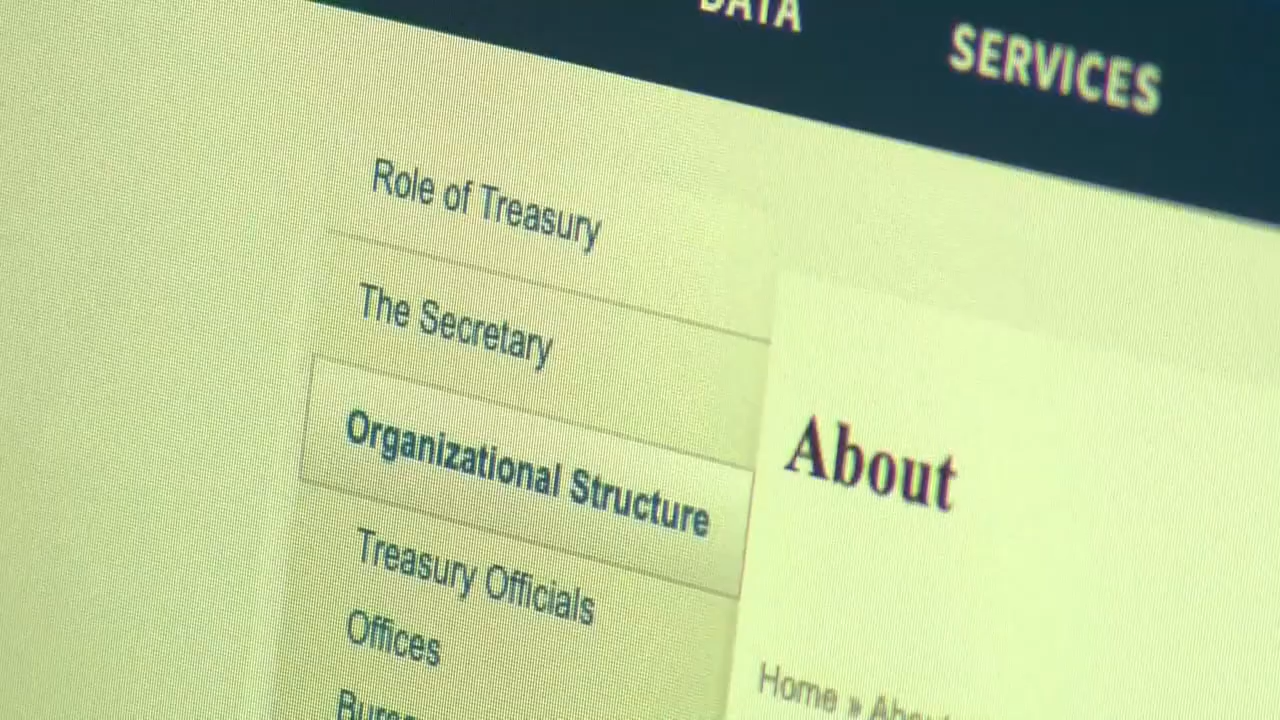 DATA
SERVICES
Role of Treasury
The Secretary
Organizational Structure
About
Treasury Officials
Offices
Home »